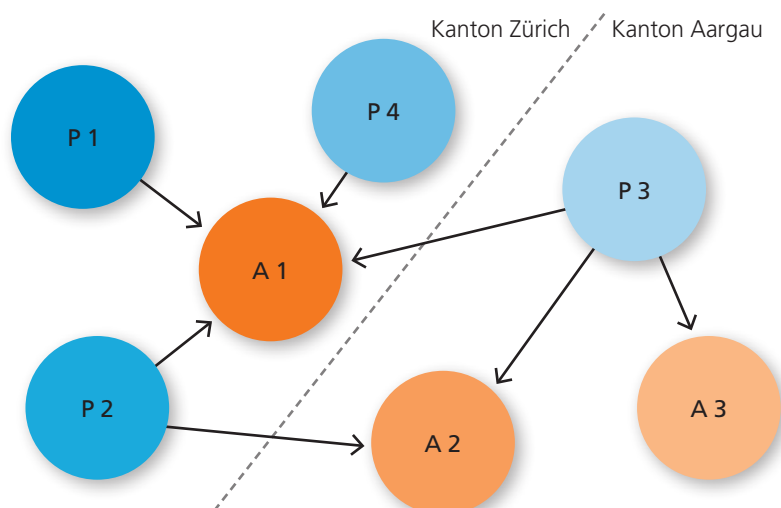 Kanton Zürich
Kanton Aargau
P 1
P 4
P 3
A 1
P 2
A 2
A 3